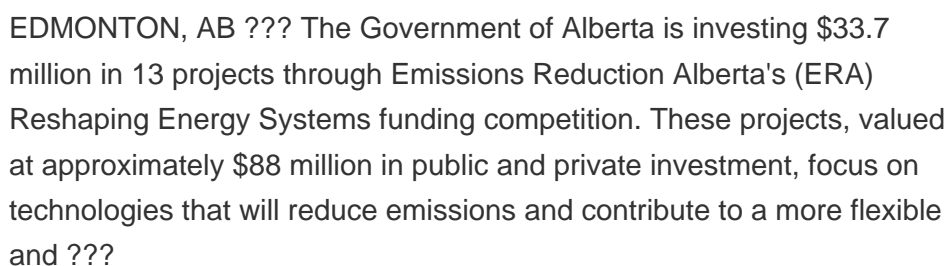 EDMONTON, AB ??? The Government of Alberta is investing $33.7
million in 13 projects through Emissions Reduction Alberta's (ERA)
Reshaping Energy Systems funding competition. These projects, valued
at approximately $88 million in public and private investment, focus on
technologies that will reduce emissions and contribute to a more flexible
and ???